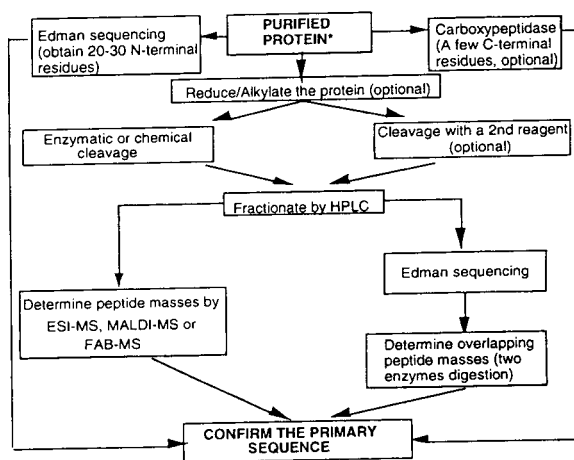 Edman sequencing
(obtain 20-30 N-terminal
residues)
PURIFIED
PROTEIN*
Carboxypeptidase
(A few C-terminal
residues, optional)
Reduce/Alkylate the protein (optional)
Enzymatic or chemical
cleavage
Cleavage with a 2nd reagent
(optional)
Fractionate by HPLC
Edman sequencing
Determine peptide masses by
ESI-MS, MALDI-MS or
FAB-MS
Determine overlapping
peptide masses (two
enzymes digestion)
CONFIRM THE PRIMARY
SEQUENCE